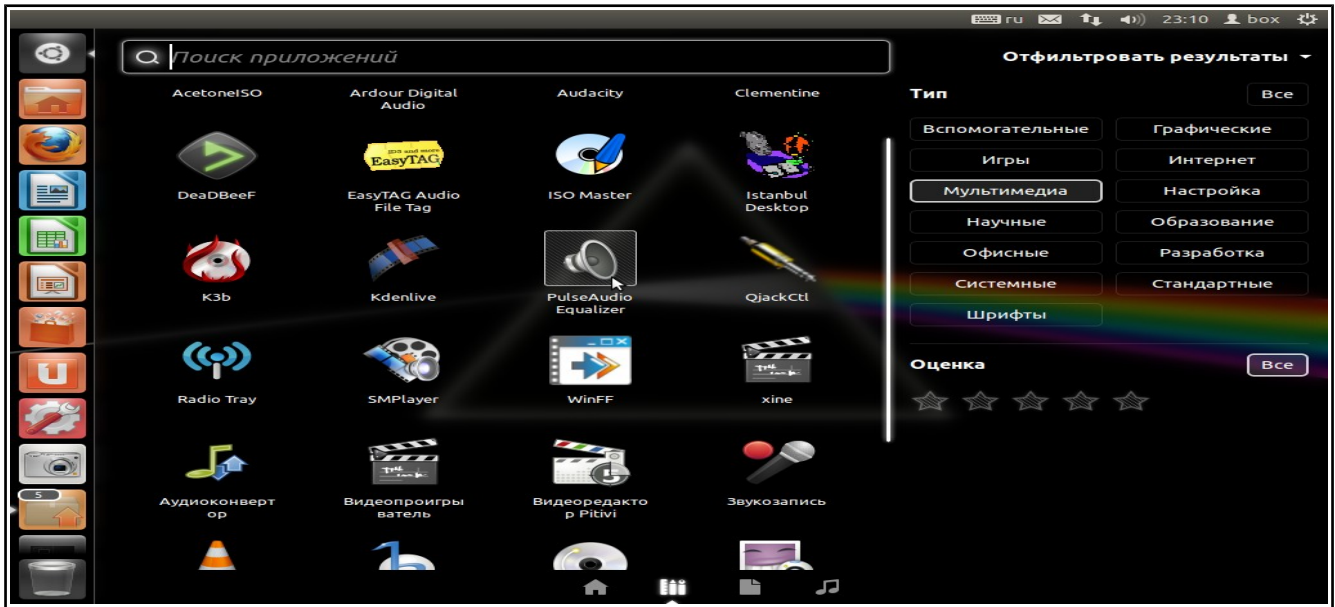 ru 23:10 box
Поиск приложений
Отфильтровать результаты
AcetoneISO Ardour Digital Audacity Clementine
Audio
Тип Все
Вспомогательные Графические
Игры Интернет
Мультимедиа Настройка
Научные Образование
Офисные Разработка
Системные Стандартные
Шрифты
Оценка Все
EasyTAG
DeaDBeeF EasyTAG Audio ISO Master Istanbul
File Tag Desktop
K3b Kdenlive PulseAudio QjackCtl
Equalizer
Radio Tray SMPlayer WinFF xine
Аудиоконверт Видеопроигры Видеоредакто Звукозапись
ор ватель р Pitivi
5